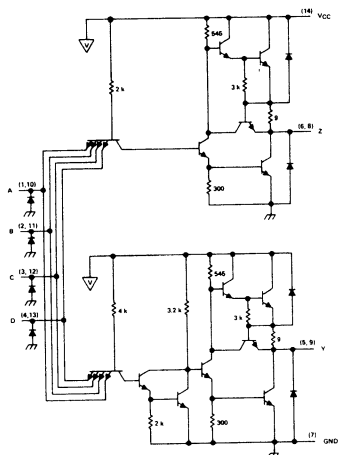 (14) VCC
V
646
2 k
3 k
9
(6, 8) Z
A (1,10)
B (2, 11)
300
C (3, 12)
D (4,13)
V
546
4 k
3.2 k
3 k
9
(5, 9) Y
2 k
300
(7) GND